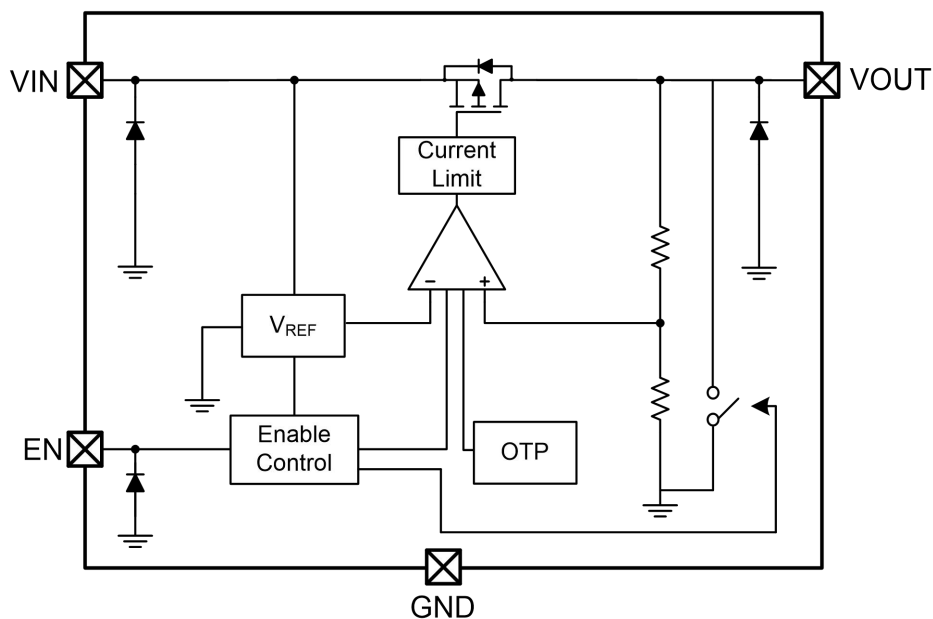 VIN
VOUT
Current
Limit
- +
VREF
EN
Enable
Control
OTP
GND